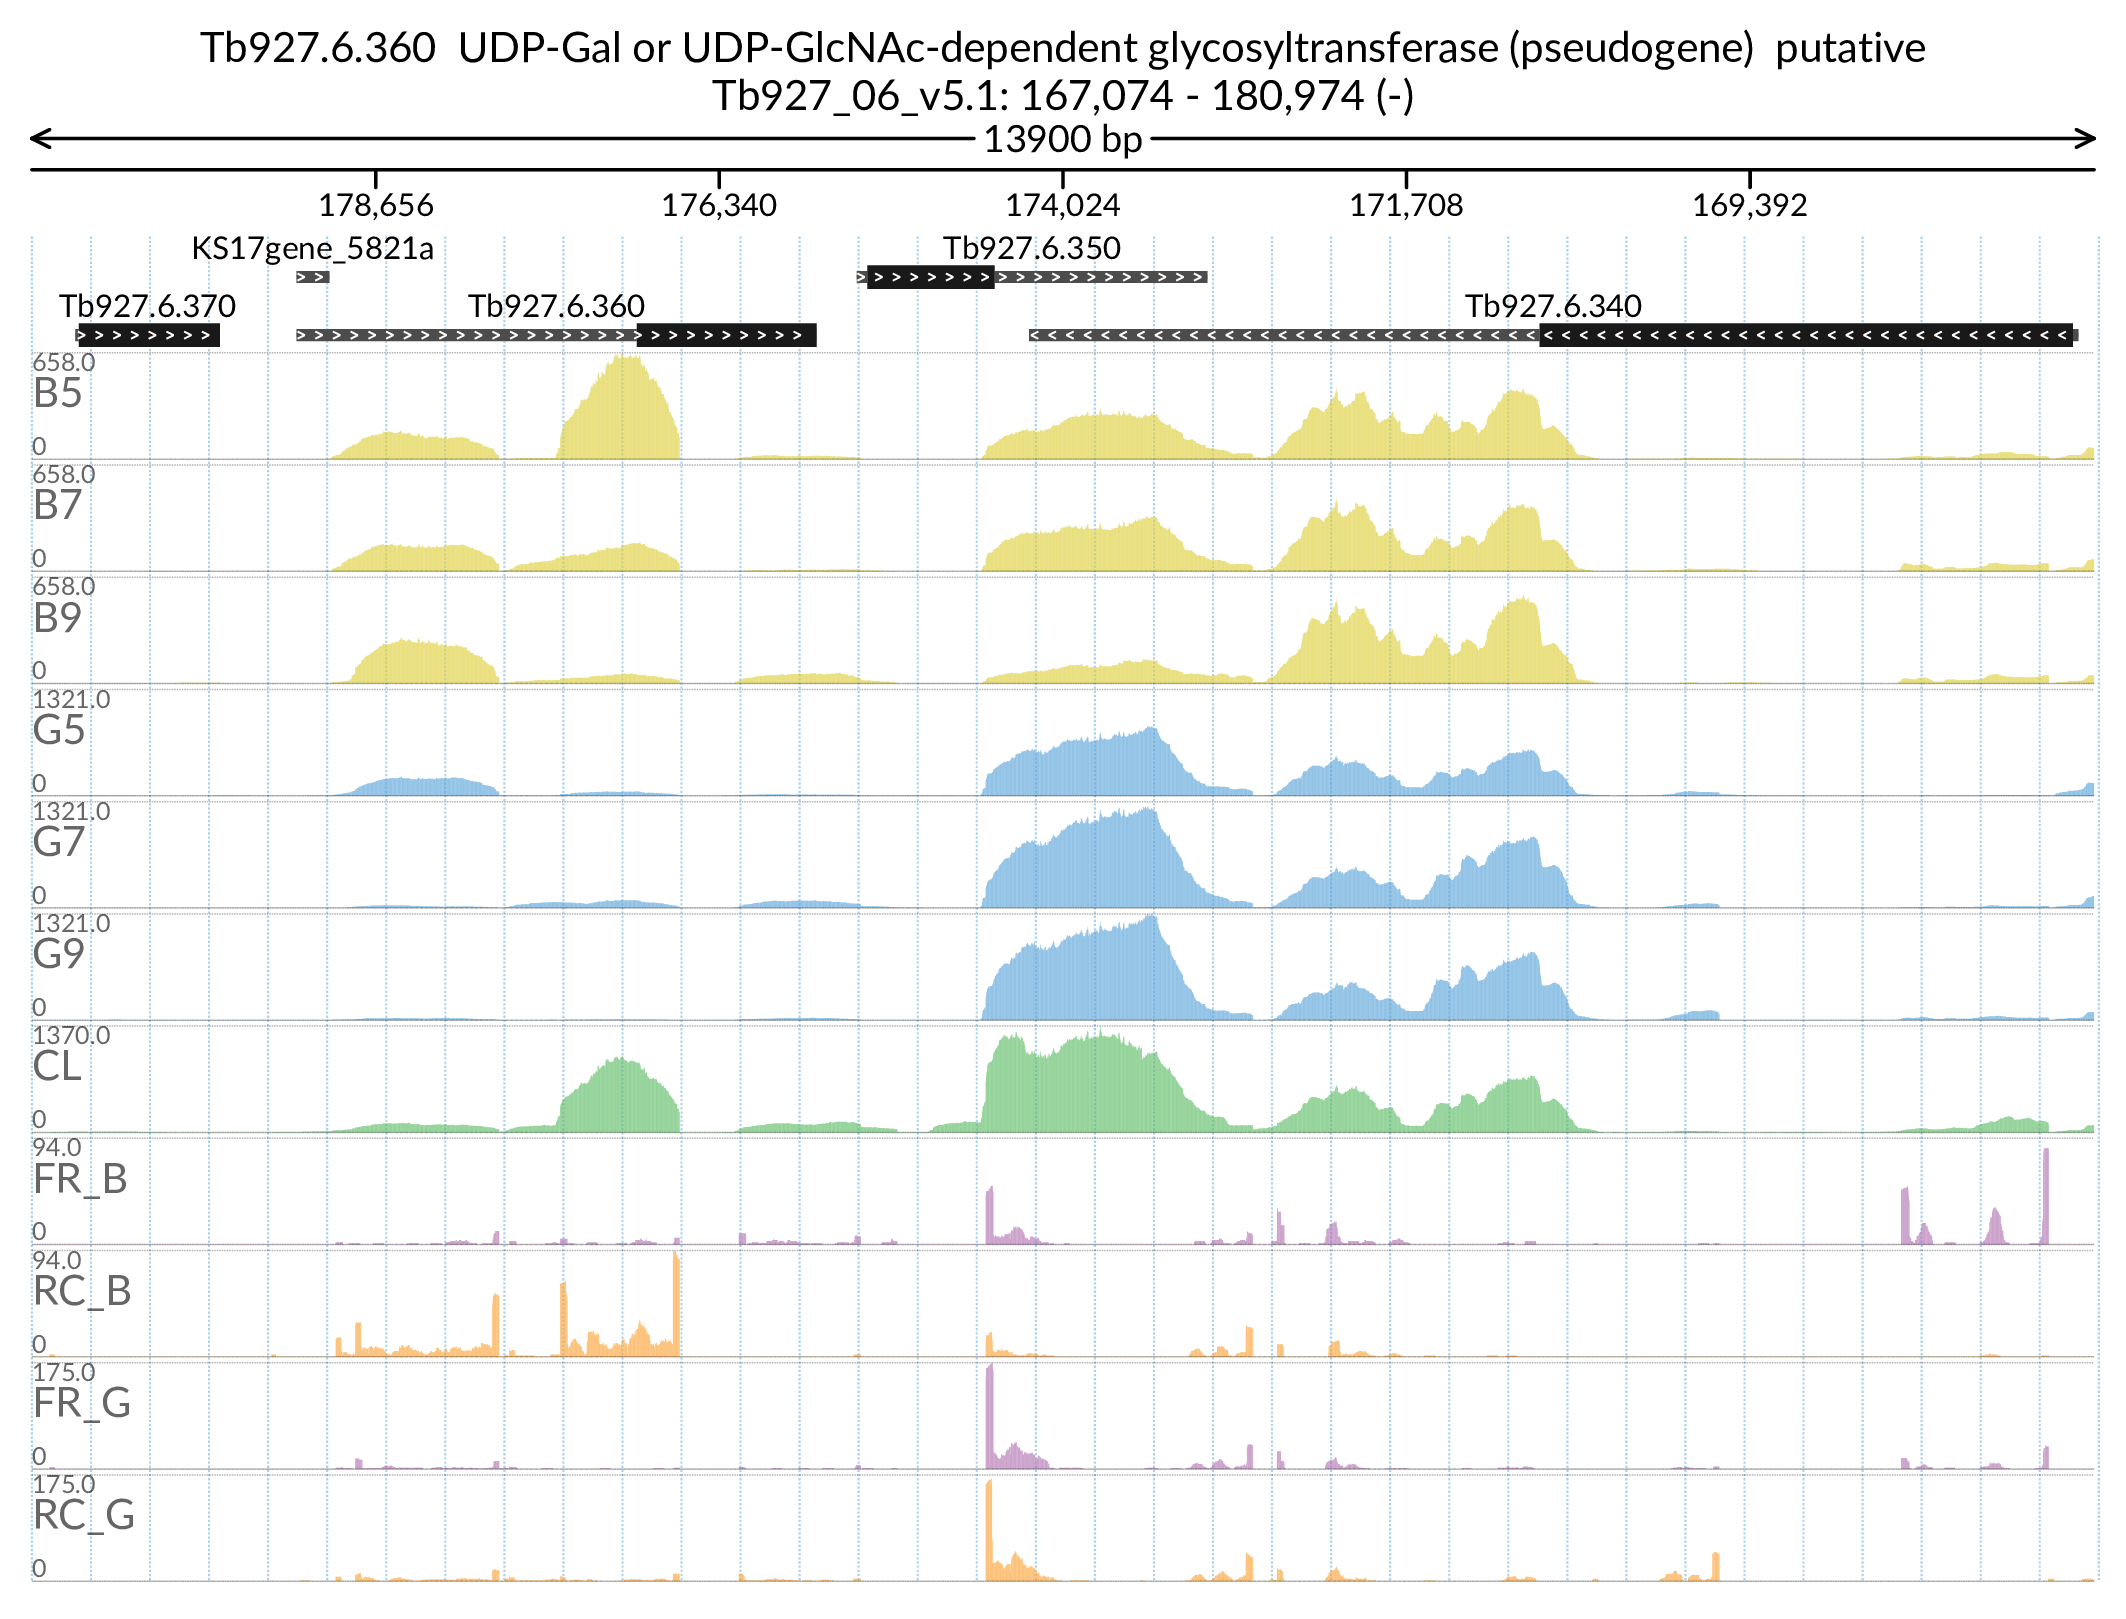 Tb927.6.360  UDP-Gal or UDP-GlcNAc-dependent glycosyltransferase (pseudogene)  putative
Tb927_06_v5.1: 167,074 - 180,974 (-)
13900 bp
178,656 176,340 174,024 171,708 169,392
KS17gene_5821a Tb927.6.350
Tb927.6.370 Tb927.6.360 Tb927.6.340
658.0
B5
0
658.0
B7
0
658.0
B9
0
1321.0
G5
0
1321.0
G7
0
1321.0
G9
0
1370.0
CL
0
94.0
FR_B
0
94.0
RC_B
0
175.0
FR_G
0
175.0
RC_G
0